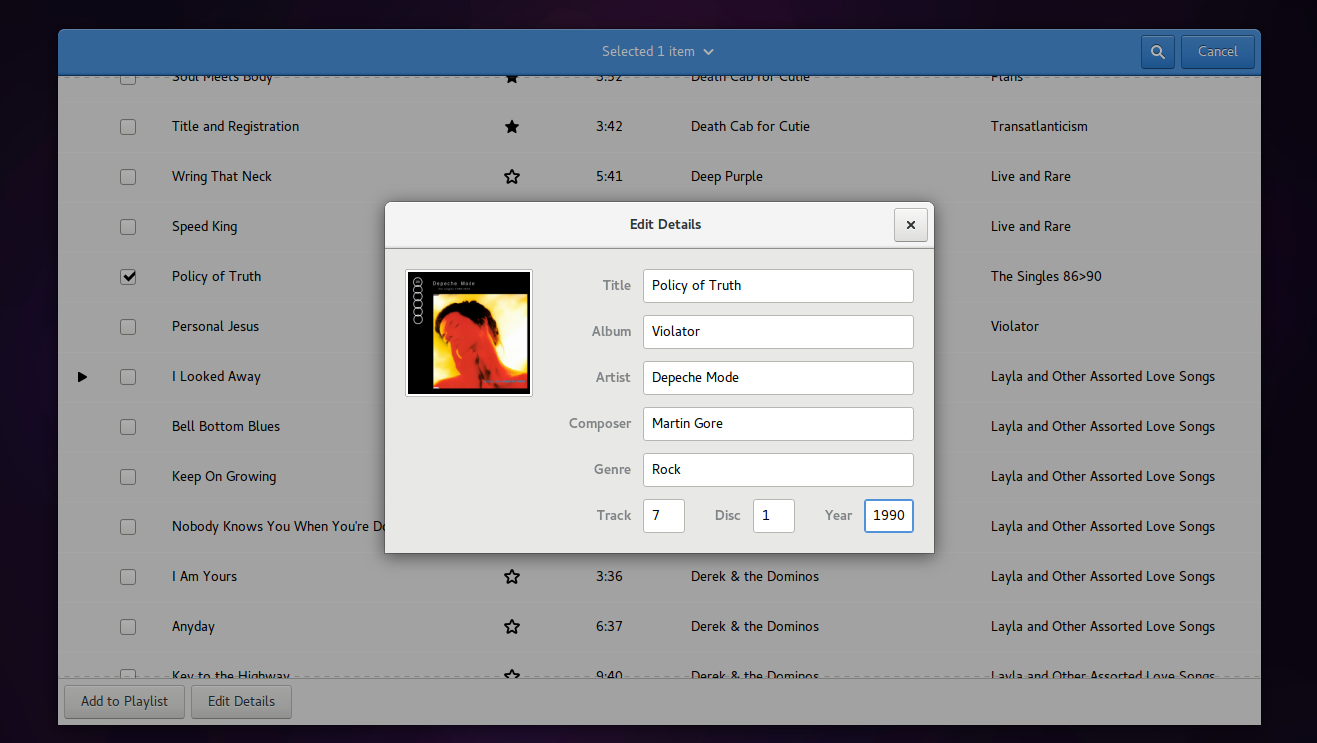 Selected 1 item
Cancel
Soul Meets Body 3:52 Death Cab for Cutie Plans
Title and Registration 3:42 Death Cab for Cutie Transatlanticism
Wring That Neck 5:41 Deep Purple Live and Rare
Speed King Live and Rare
Policy of Truth The Singles 86>90
Personal Jesus Violator
I Looked Away Layla and Other Assorted Love Songs
Bell Bottom Blues Layla and Other Assorted Love Songs
Keep On Growing Layla and Other Assorted Love Songs
Nobody Knows You When You're Do Layla and Other Assorted Love Songs
I Am Yours 3:36 Derek & the Dominos Layla and Other Assorted Love Songs
Anyday 6:37 Derek & the Dominos Layla and Other Assorted Love Songs
Key to the Highway 9:40 Derek & the Dominos Layla and Other Assorted Love Songs
Add to Playlist
Edit Details
Edit Details
Depeche Mode
Title Policy of Truth
Album Violator
Artist Depeche Mode
Composer Martin Gore
Genre Rock
Track 7 Disc 1 Year 1990